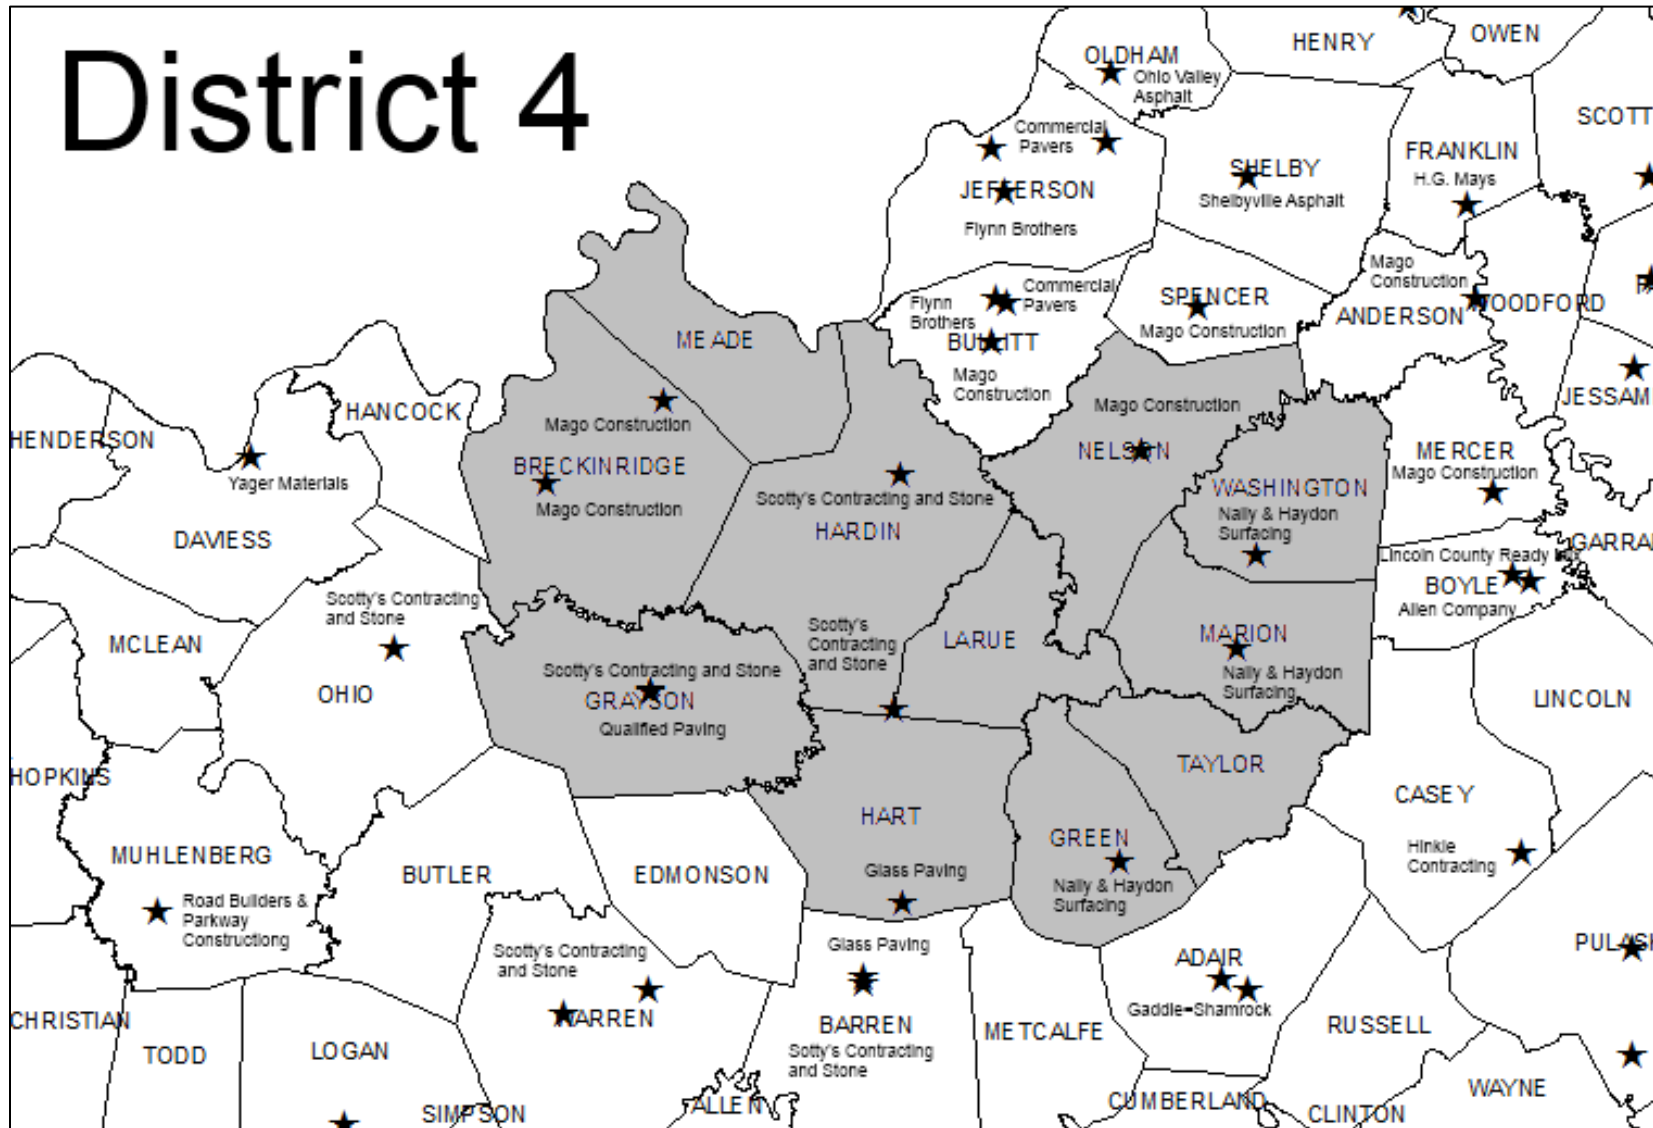 District 4
OLDHAM
Ohio Valley
Asphalt
HENRY
OWEN
SCOTT
Commercial
Pavers
JEFFERSON
Flynn Brothers
SHELBY
Shelbyville Asphalt
FRANKLIN
H.G. Mays
Mago
Construction
ANDERSON
WOODFORD
Flynn
Brothers
Commercial
Pavers
BULLITT
Mago
Construction
SPENCER
Mago Construction
MEADE
HANCOCK
HENDERSON
Yager Materials
DAVIESS
Mago Construction
BRECKINRIDGE
Mago Construction
Scotty's Contracting and Stone
HARDIN
Mago Construction
NELSON
WASHINGTON
Nally & Haydon
Surfacing
MERCER
Mago Construction
JESSAMI
GARRA
Lincoln County Ready Mix
BOYLE
Allen Company
MCLEAN
Scotty's Contracting
and Stone
OHIO
Scotty's Contracting and Stone
GRAYSON
Qualified Paving
Scotty's
Contracting
and Stone
LARUE
MARION
Nally & Haydon
Surfacing
LINCOLN
HOPKINS
TAYLOR
CASEY
Hinkle
Contracting
HART
Glass Paving
GREEN
Nally & Haydon
Surfacing
MUHLENBERG
Road Builders &
Parkway
Constructiong
BUTLER
EDMONSON
Scotty's Contracting
and Stone
WARREN
Glass Paving
BARREN
Sotty's Contracting
and Stone
METCALFE
ADAIR
Gaddie-Shamrock
PULASK
RUSSELL
CHRISTIAN
TODD
LOGAN
SIMPSON
ALLEN
CUMBERLAND
CLINTON
WAYNE